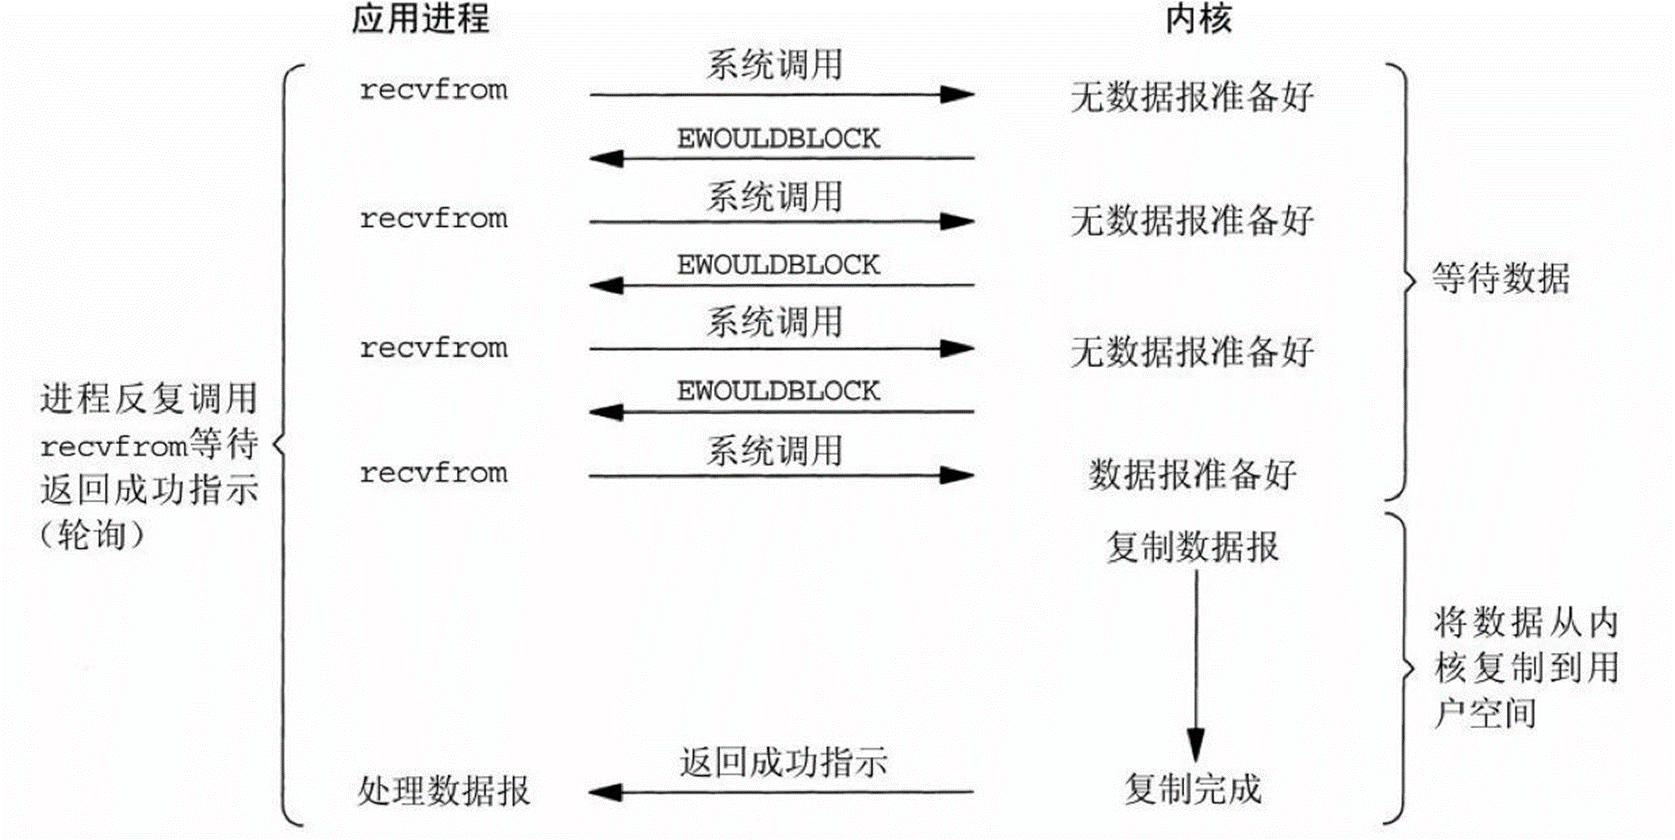 应用进程
内核
系统调用
recvfrom
无数据报准备好
EWOULDBLOCK
系统调用
recvfrom
无数据报准备好
EWOULDBLOCK
等待数据
系统调用
recvfrom
无数据报准备好
EWOULDBLOCK
进程反复调用
recvfrom等待
返回成功指示
（轮询）
系统调用
recvfrom
数据报准备好
复制数据报
将数据从内
核复制到用
户空间
返回成功指示
处理数据报
复制完成